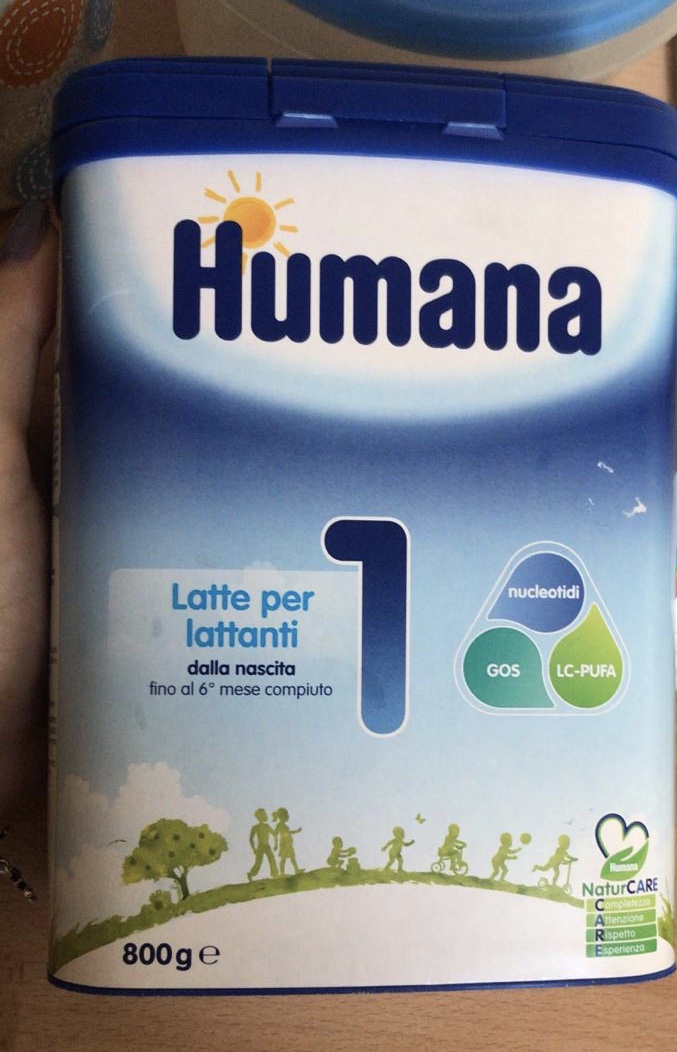 Humana
1
Latte per
lattanti
dalla nascita
fino al 6° mese compiuto
nucleotidi
GOS
LC-PUFA
Humana
NaturCARE
Completezza
Attenzione
Rispetto
Esperienza
800g e